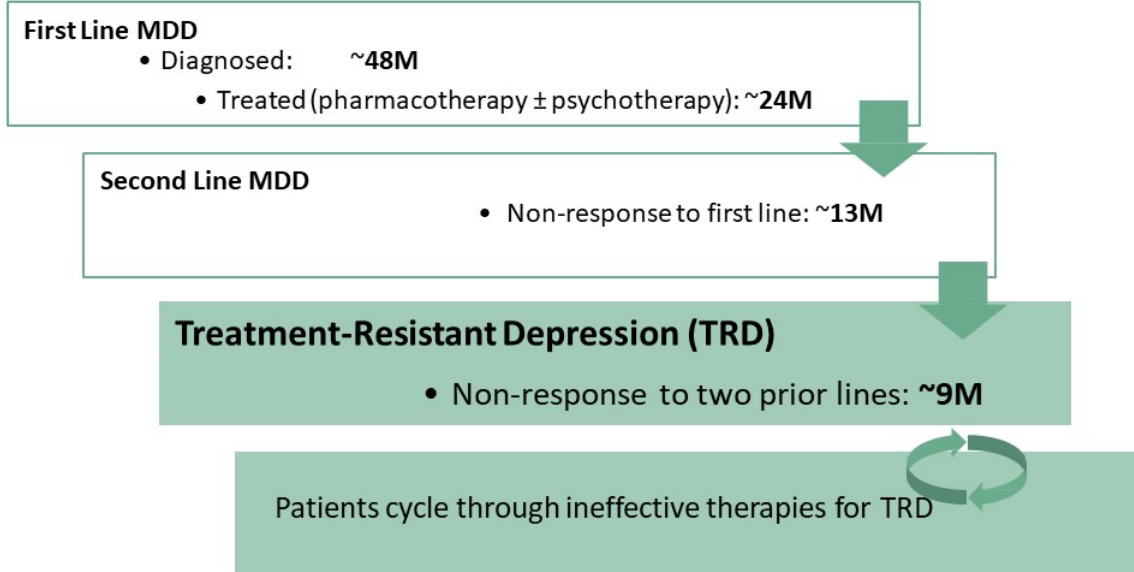 First Line MDD
• Diagnosed: ~48M
• Treated (pharmacotherapy ± psychotherapy): ~24M
Second Line MDD
• Non-response to first line: ~13M
Treatment-Resistant Depression (TRD)
• Non-response to two prior lines: ~9M
Patients cycle through ineffective therapies for TRD